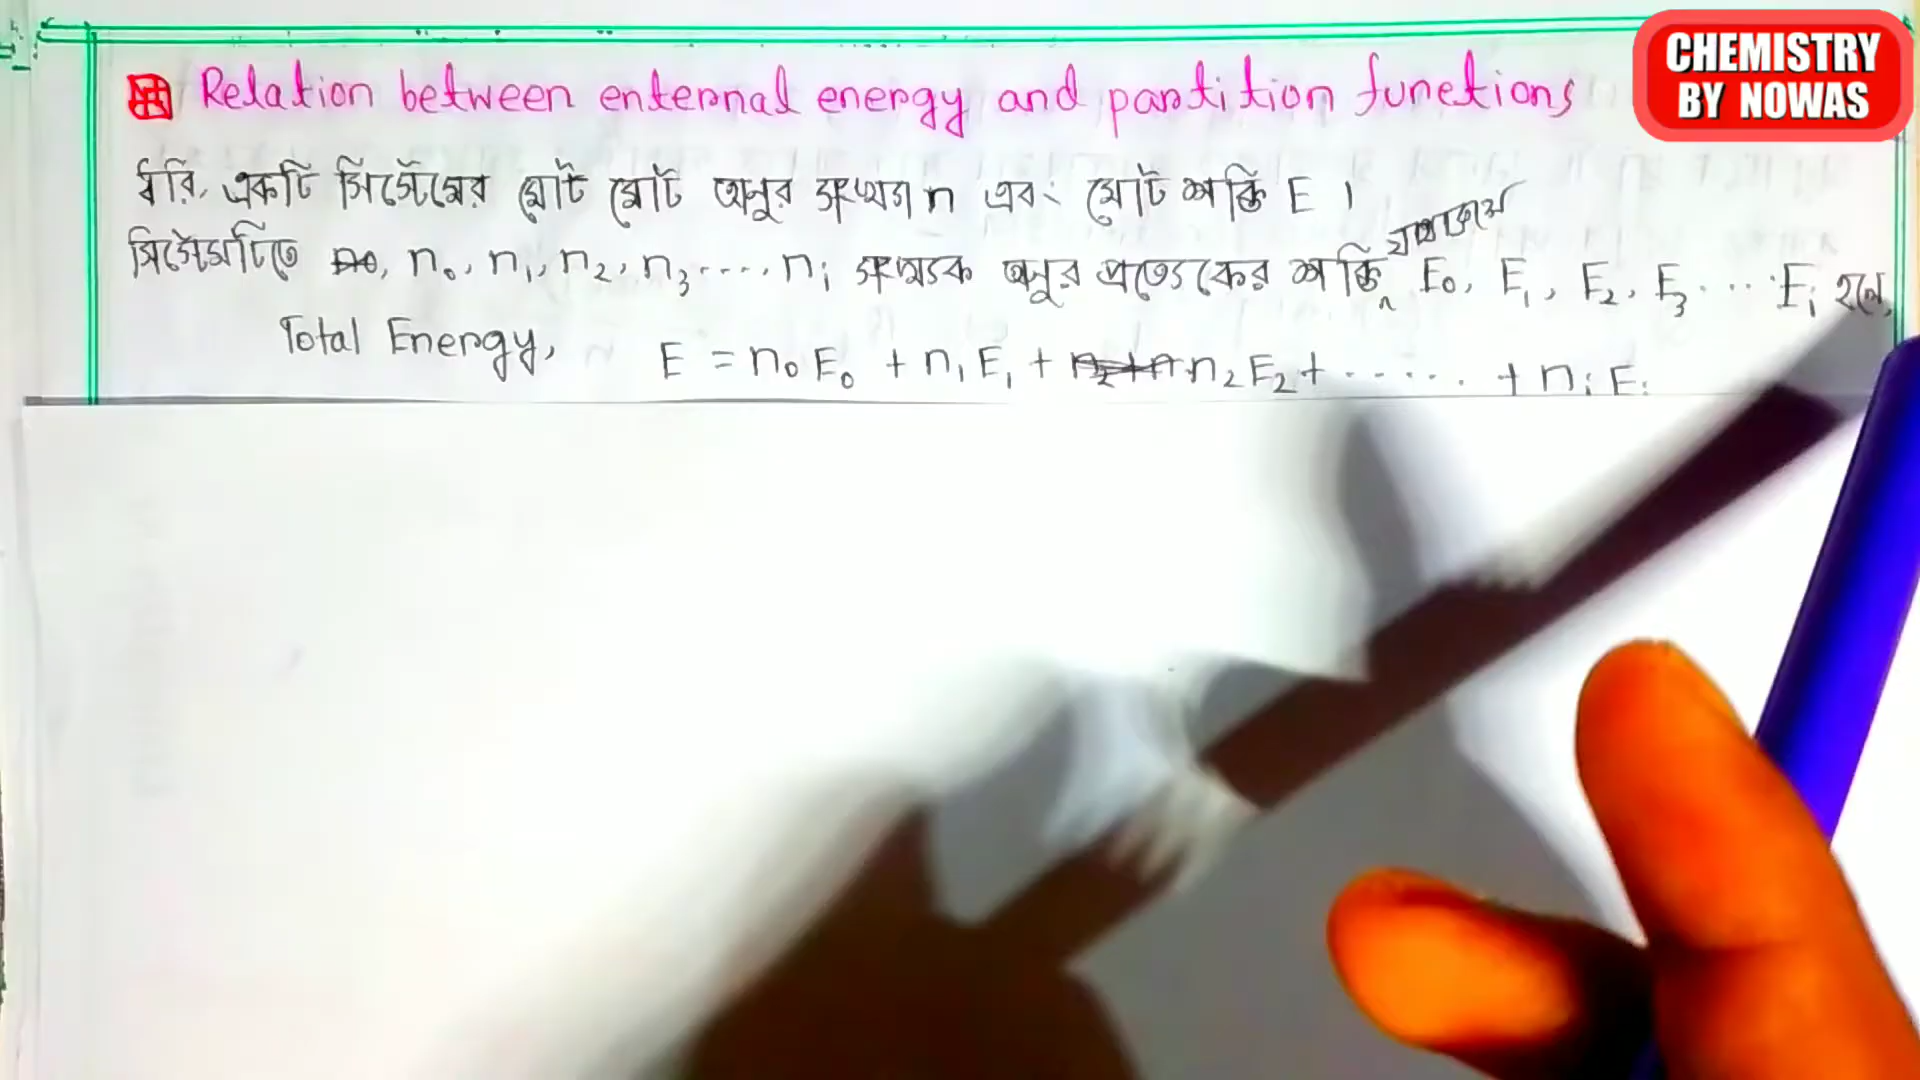 CHEMISTRY
BY NOWAS
Relation between enternal energy and partition functions
ধরি, একটি সিস্টেমের মোট মোট অনুর সংখ্যা n এবং মোট শক্তি E ।
যথাক্রমে
সিস্টেমটিতে n₀, n₁, n₂, n₃ ...., nᵢ সংখ্যক অনুর প্রত্যেকের শক্তি E₀, E₁, E₂, E₃ .... Eᵢ হলে,
Total Energy, E = n₀E₀ + n₁E₁ + n₂E₂ + ...... + nᵢEᵢ